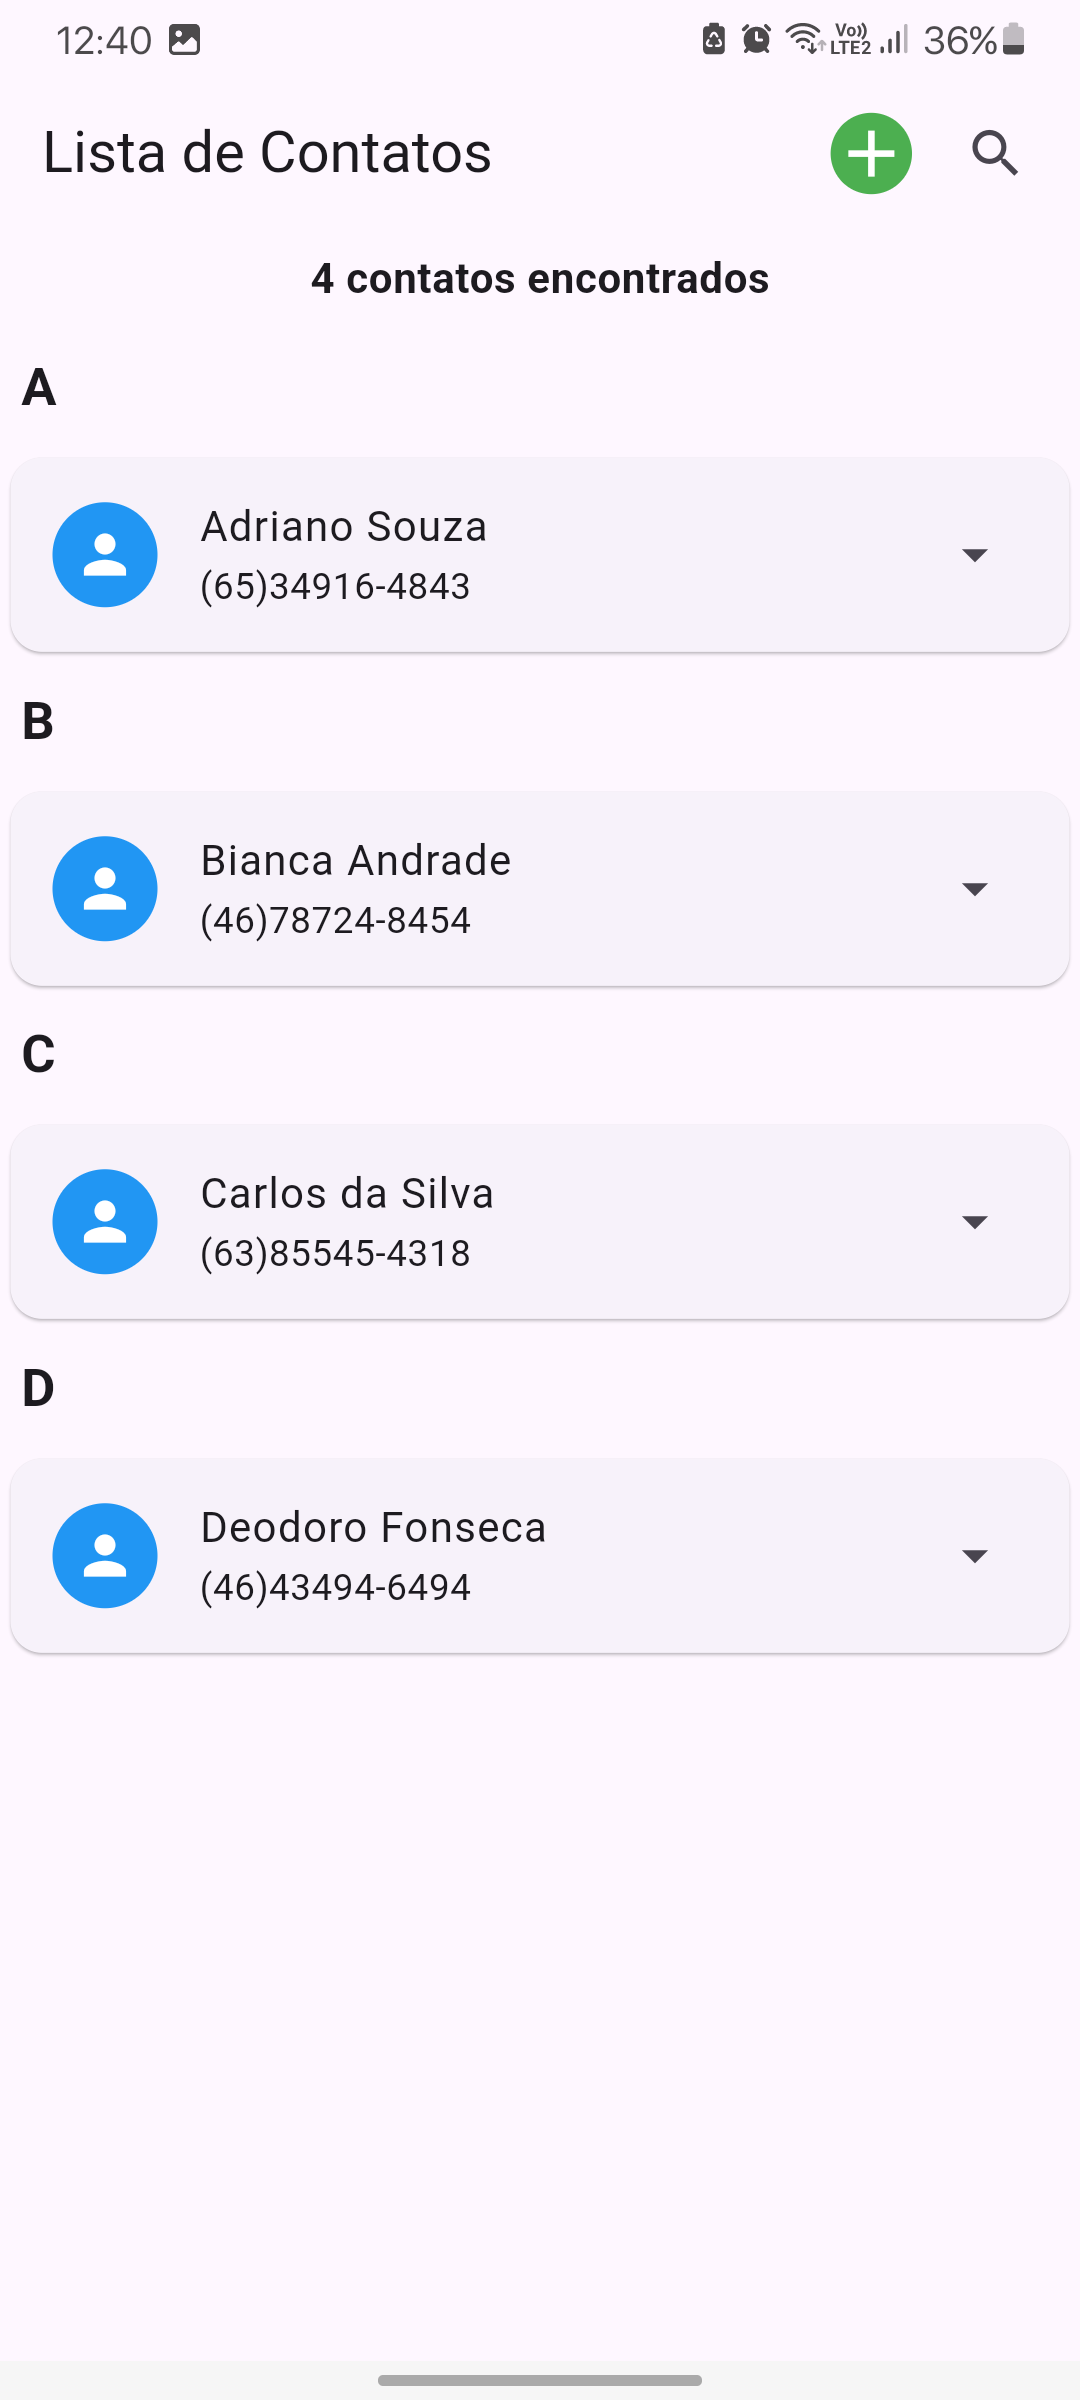 12:40
Vo)) LTE2 36%
Lista de Contatos
4 contatos encontrados
A
Adriano Souza
(65)34916-4843
B
Bianca Andrade
(46)78724-8454
C
Carlos da Silva
(63)85545-4318
D
Deodoro Fonseca
(46)43494-6494